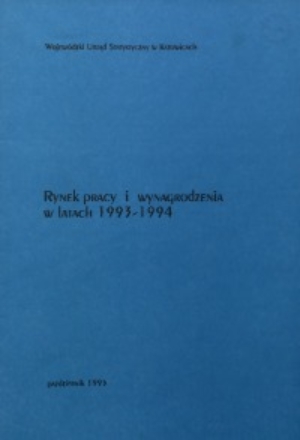 Wojewódzki Urząd Statystyczny w Katowicach
Rynek pracy i wynagrodzenia
w latach 1993-1994
październik 1995